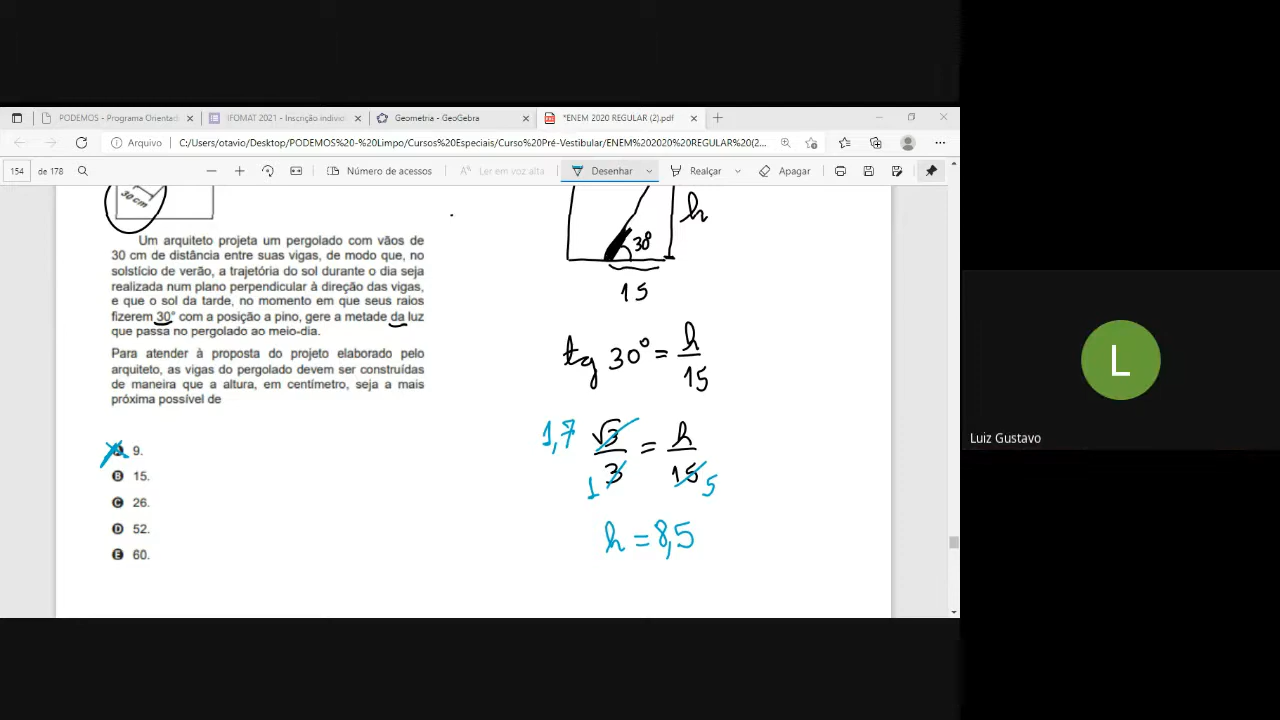 PODEMOS - Programa Orientad
IFOMAT 2021 - Inscrição individ
Geometria - GeoGebra
*ENEM 2020 REGULAR (2).pdf
Arquivo
C:/Users/otavio/Desktop/PODEMOS%20-%20Limpo/Cursos%20Especiais/Curso%20Pré-Vestibular/ENEM%202020%20REGULAR%20(2...
154 de 178
Número de acessos
Ler em voz alta
Desenhar
Realçar
Apagar
30 cm
h
30°
15
Um arquiteto projeta um pergolado com vãos de
30 cm de distância entre suas vigas, de modo que, no
solstício de verão, a trajetória do sol durante o dia seja
realizada num plano perpendicular à direção das vigas,
e que o sol da tarde, no momento em que seus raios
fizerem 30° com a posição a pino, gere a metade da luz
que passa no pergolado ao meio-dia.
Para atender à proposta do projeto elaborado pelo
arquiteto, as vigas do pergolado devem ser construídas
de maneira que a altura, em centímetro, seja a mais
próxima possível de
A 9.
B 15.
C 26.
D 52.
E 60.
tg 30° = h/15
1,7 √3/3 = h/15
1 5
h = 8,5
L
Luiz Gustavo